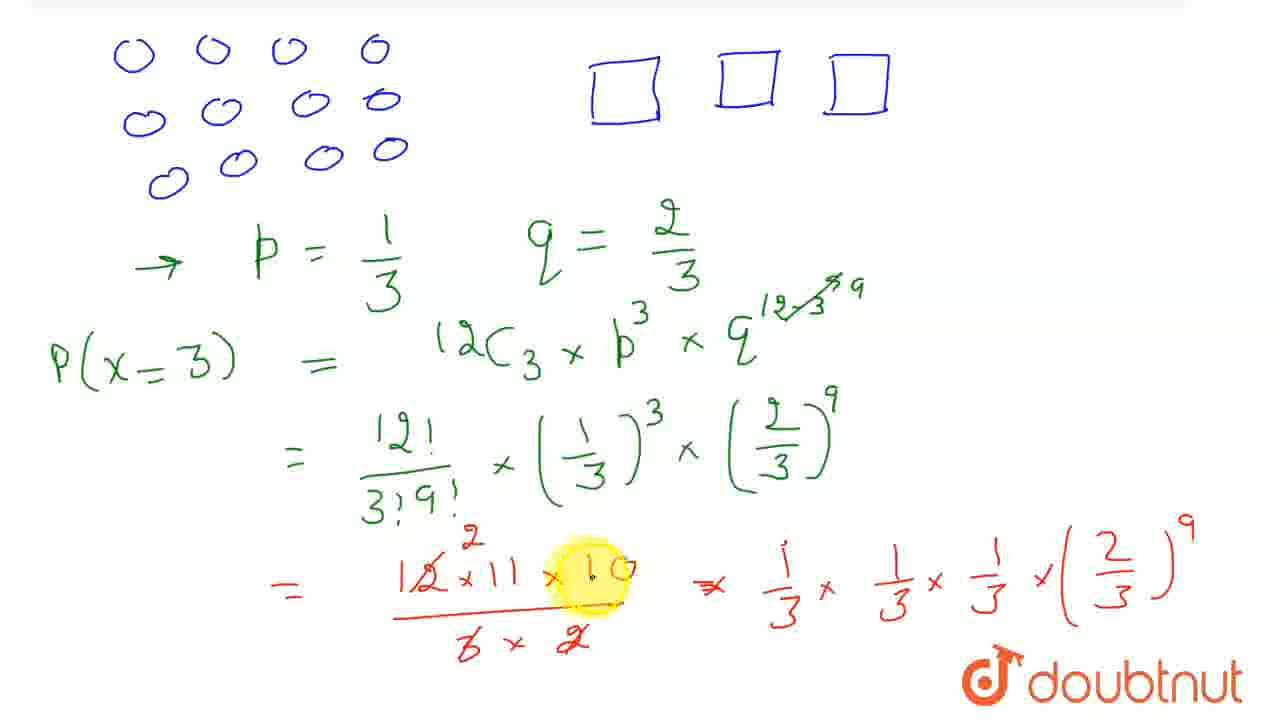 → p = 1/3 q = 2/3
P(x = 3) = 12C3 × p^3 × q^12-3 9
= 12!/3!9! × (1/3)^3 × (2/3)^9
2
= 12 × 11 × 10/3 × 2 × 1/3 × 1/3 × 1/3 × (2/3)^9
doubtnut